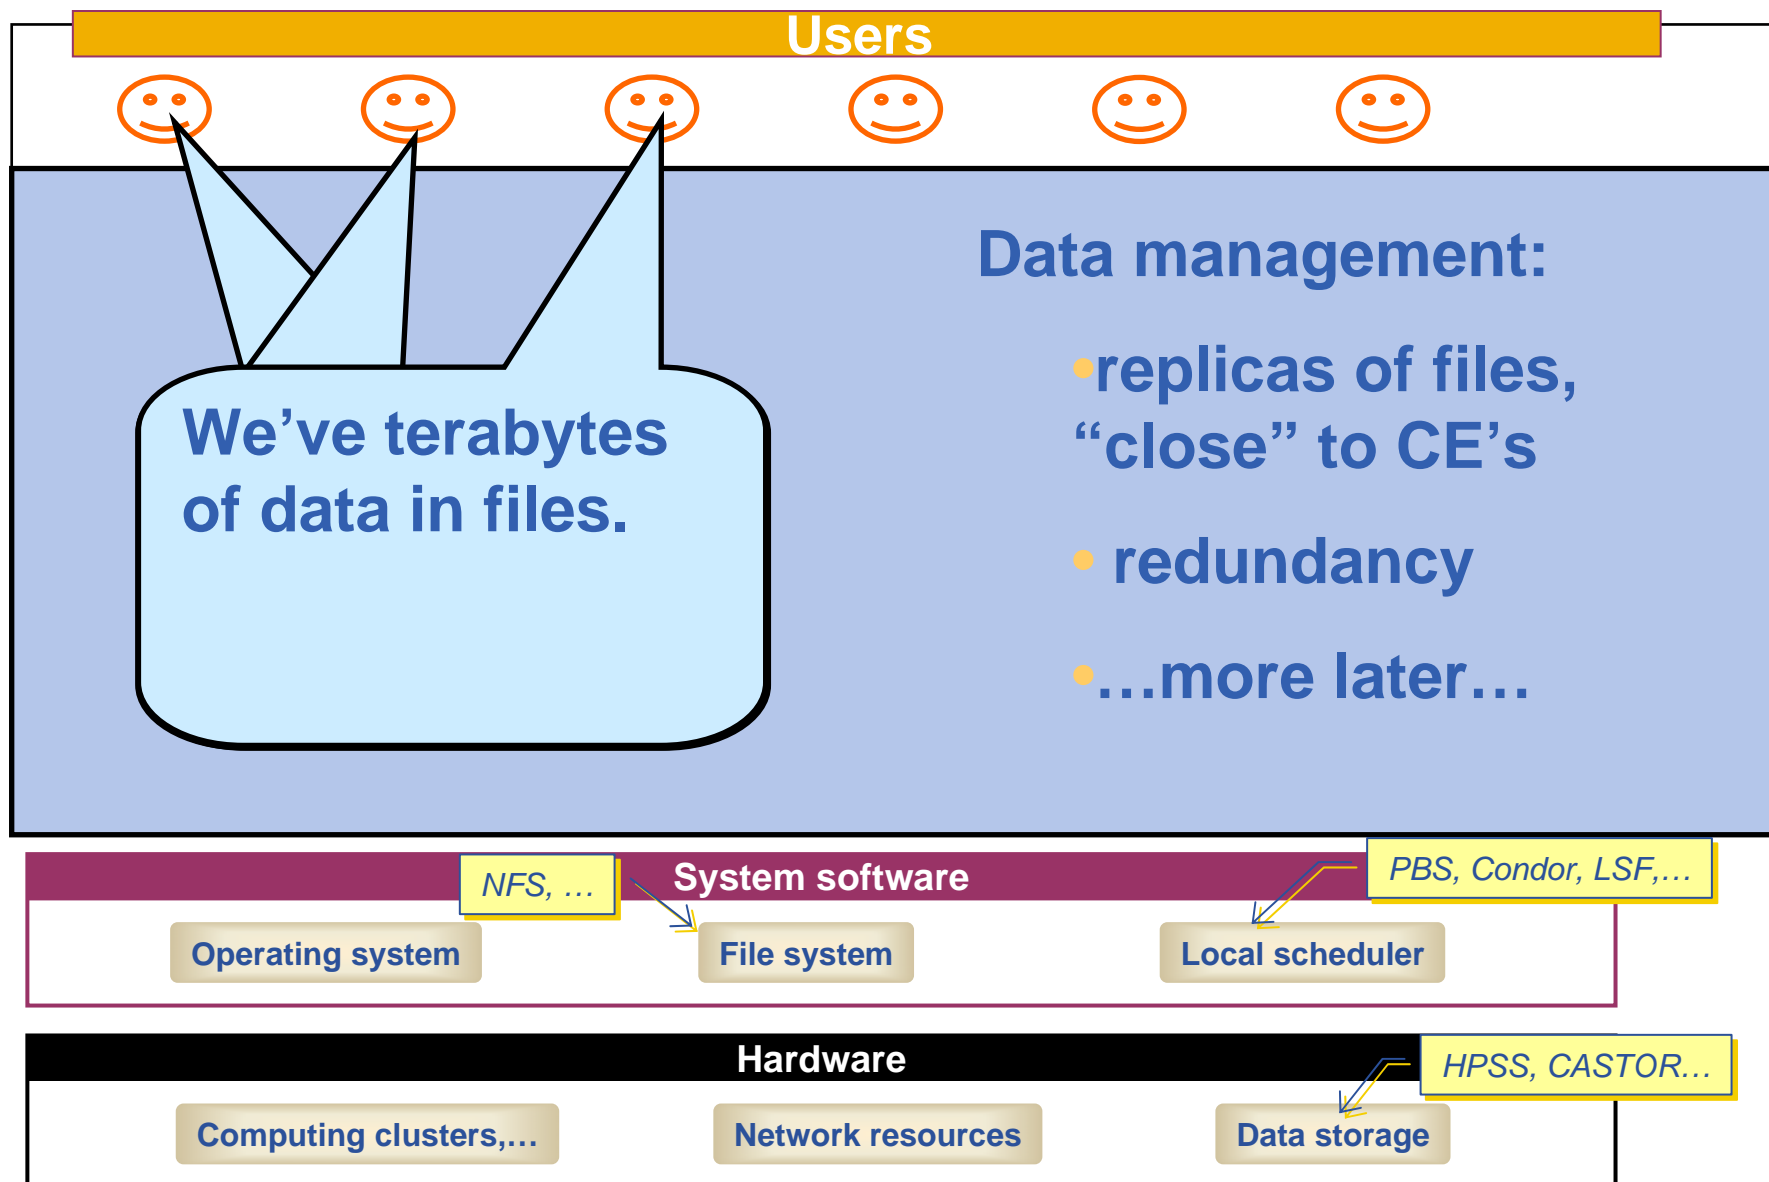 Users
We’ve terabytes
of data in files.
Data management:
•replicas of files,
“close” to CE’s
• redundancy
•…more later…
System software
NFS, …
PBS, Condor, LSF,…
Operating system
File system
Local scheduler
Hardware
HPSS, CASTOR…
Computing clusters,…
Network resources
Data storage